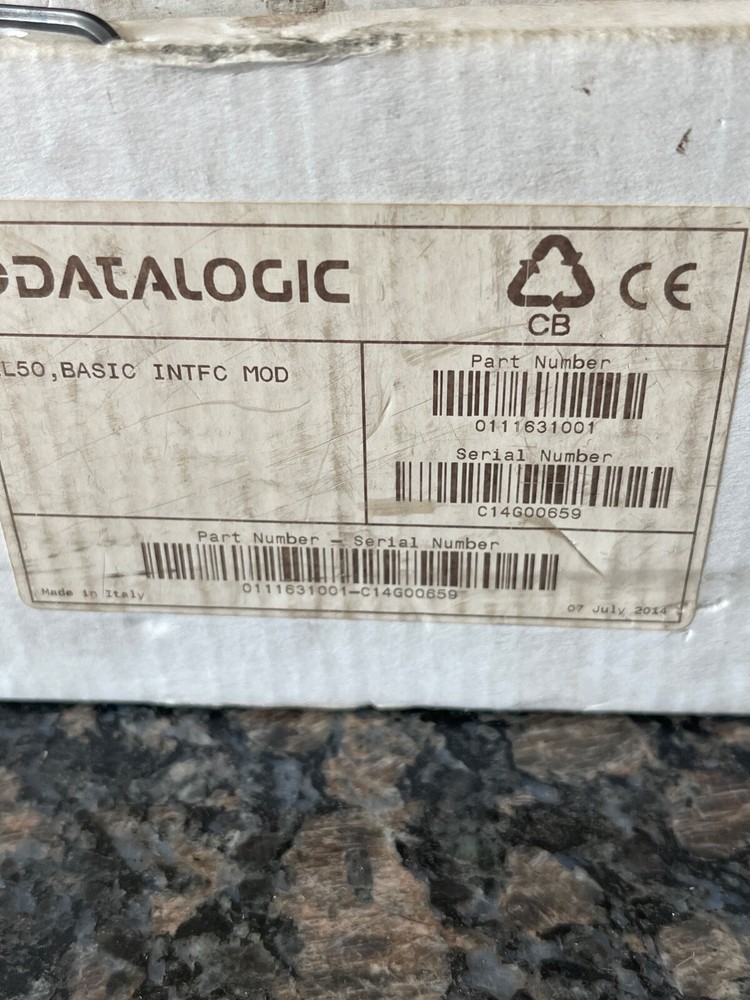 DATALOGIC
CB
CE
L50,BASIC INTFC MOD
Part Number
0111631001
Serial Number
C14G00659
Part Number - Serial Number
0111631001-C14G00659
Made in Italy
07 July 2014